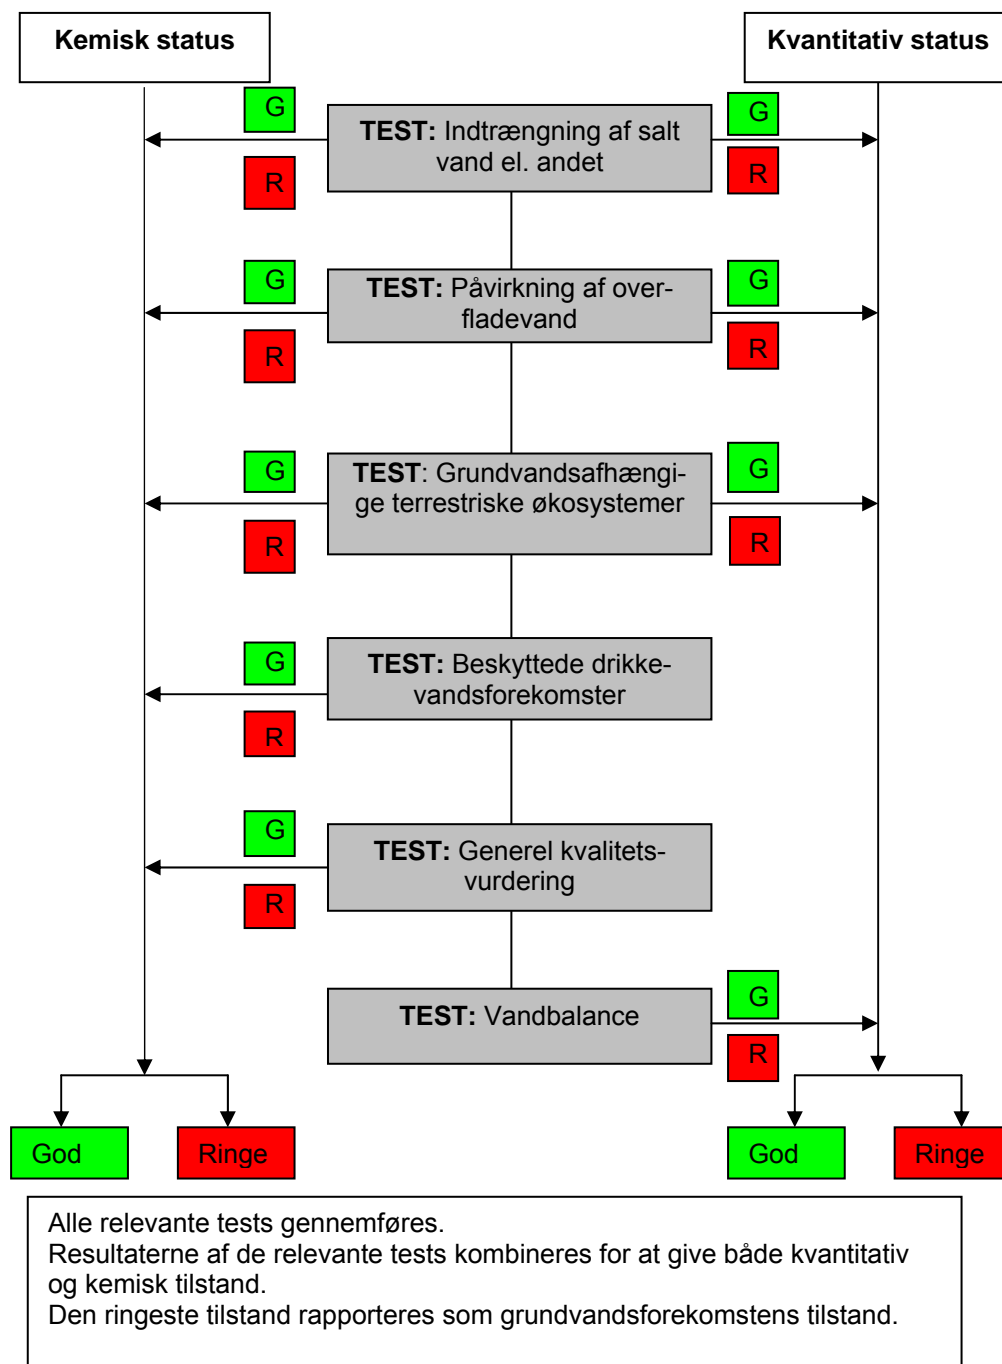 Kemisk status
Kvantitativ status
G
G
TEST: Indtrængning af salt
vand el. andet
R
R
G
G
TEST: Påvirkning af over-
fladevand
R
R
G
G
TEST: Grundvandsafhængi-
ge terrestriske økosystemer
R
R
G
TEST: Beskyttede drikke-
vandsforekomster
R
G
TEST: Generel kvalitets-
vurdering
R
G
TEST: Vandbalance
R
God
Ringe
God
Ringe
Alle relevante tests gennemføres.
Resultaterne af de relevante tests kombineres for at give både kvantitativ
og kemisk tilstand.
Den ringeste tilstand rapporteres som grundvandsforekomstens tilstand.